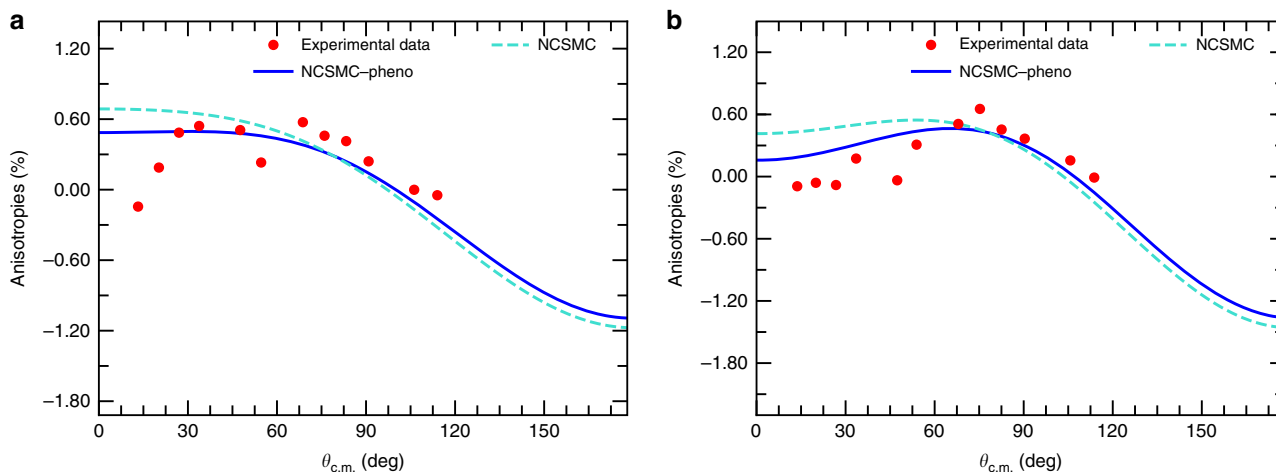 a
1.20
0.60
0.00
–0.60
–1.20
–1.80
Anisotropies (%)
Experimental data
NCSMC
NCSMC–pheno
0 30 60 90 120 150
θc.m. (deg)
b
1.20
0.60
0.00
–0.60
–1.20
–1.80
Anisotropies (%)
Experimental data
NCSMC
NCSMC–pheno
0 30 60 90 120 150
θc.m. (deg)